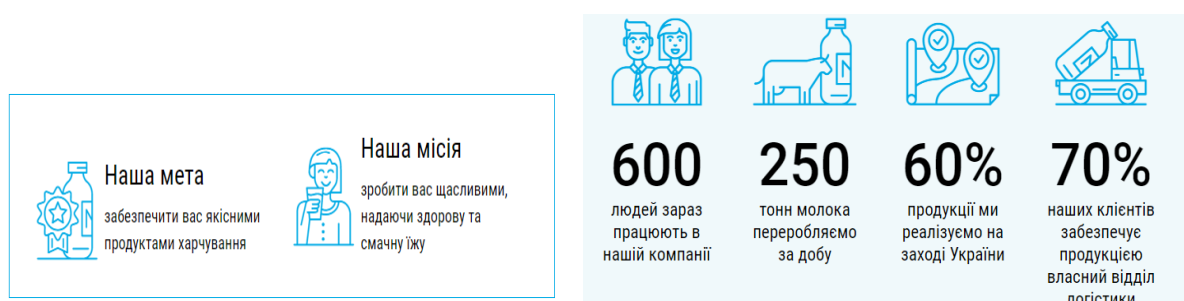 Наша мета
забезпечити вас якісними
продуктами харчування
Наша місія
зробити вас щасливими,
надаючи здорову та
смачну їжу
600
людей зараз
працюють в
нашій компанії
250
тонн молока
переробляємо
за добу
60%
продукції ми
реалізуємо на
заході України
70%
наших клієнтів
забезпечує
продукцією
власний відділ
логістики